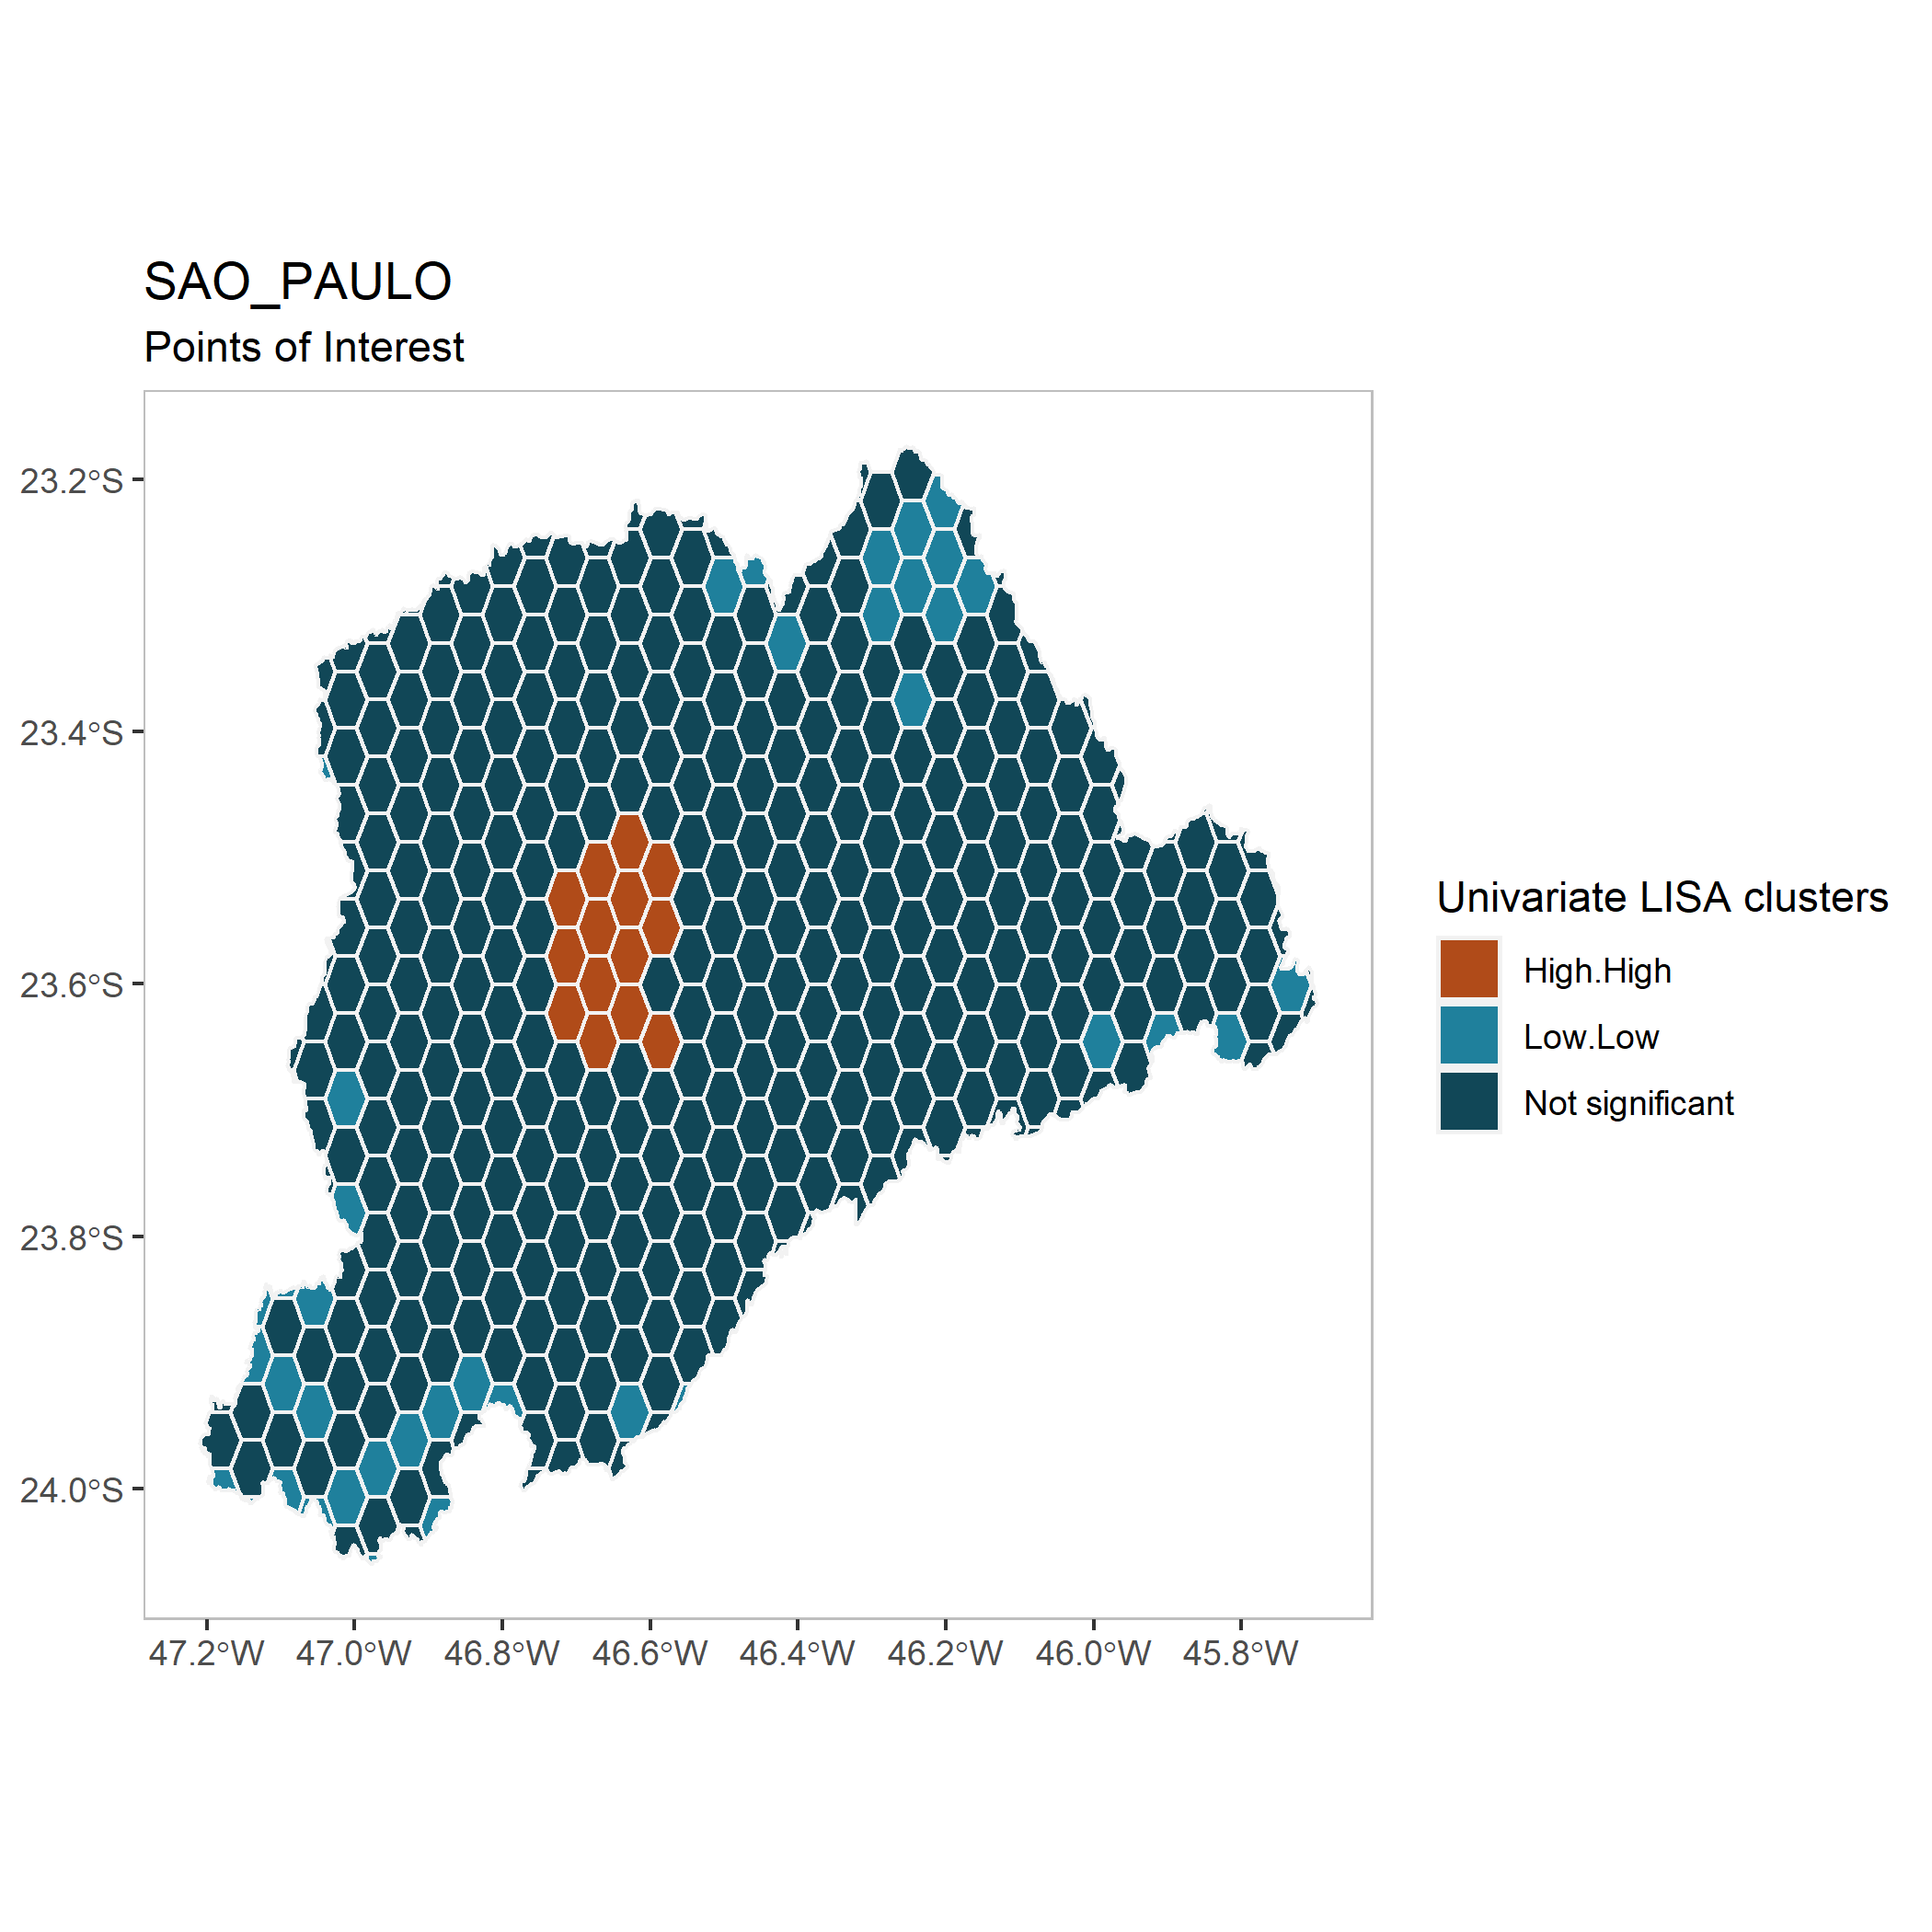 SAO_PAULO
Points of Interest
23.2°S
23.4°S
23.6°S
23.8°S
24.0°S
47.2°W 47.0°W 46.8°W 46.6°W 46.4°W 46.2°W 46.0°W 45.8°W
Univariate LISA clusters
High.High
Low.Low
Not significant